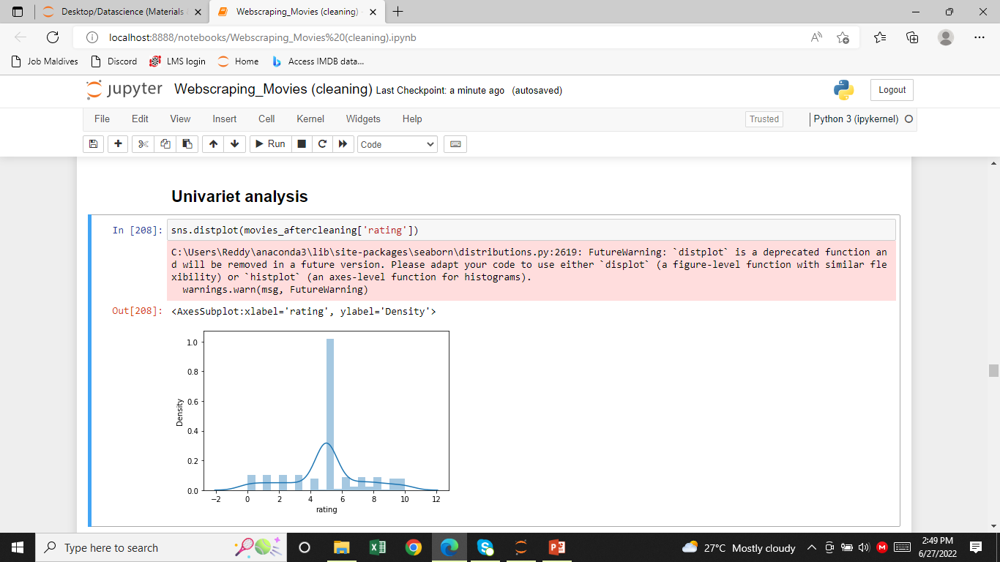 Desktop/Datascience (Materials
Webscraping_Movies (cleaning)
localhost:8888/notebooks/Webscraping_Movies%20(cleaning).ipynb
Job Maldives
Discord
LMS login
Home
Access IMDB data...
jupyter Webscraping_Movies (cleaning) Last Checkpoint: a minute ago (autosaved)
Logout
File Edit View Insert Cell Kernel Widgets Help
Trusted
Python 3 (ipykernel)
Run
Code
Univariet analysis
In [208]: sns.distplot(movies_aftercleaning['rating'])
C:\Users\Reddy\anaconda3\lib\site-packages\seaborn\distributions.py:2619: FutureWarning: `distplot` is a deprecated function an
d will be removed in a future version. Please adapt your code to use either `displot` (a figure-level function with similar fle
xibility) or `histplot` (an axes-level function for histograms).
warnings.warn(msg, FutureWarning)
Out[208]: <AxesSubplot:xlabel='rating', ylabel='Density'>
1.0
0.8
0.6
0.4
0.2
0.0
Density
−2 0 2 4 6 8 10 12
rating
Type here to search
27°C Mostly cloudy
2:49 PM
6/27/2022